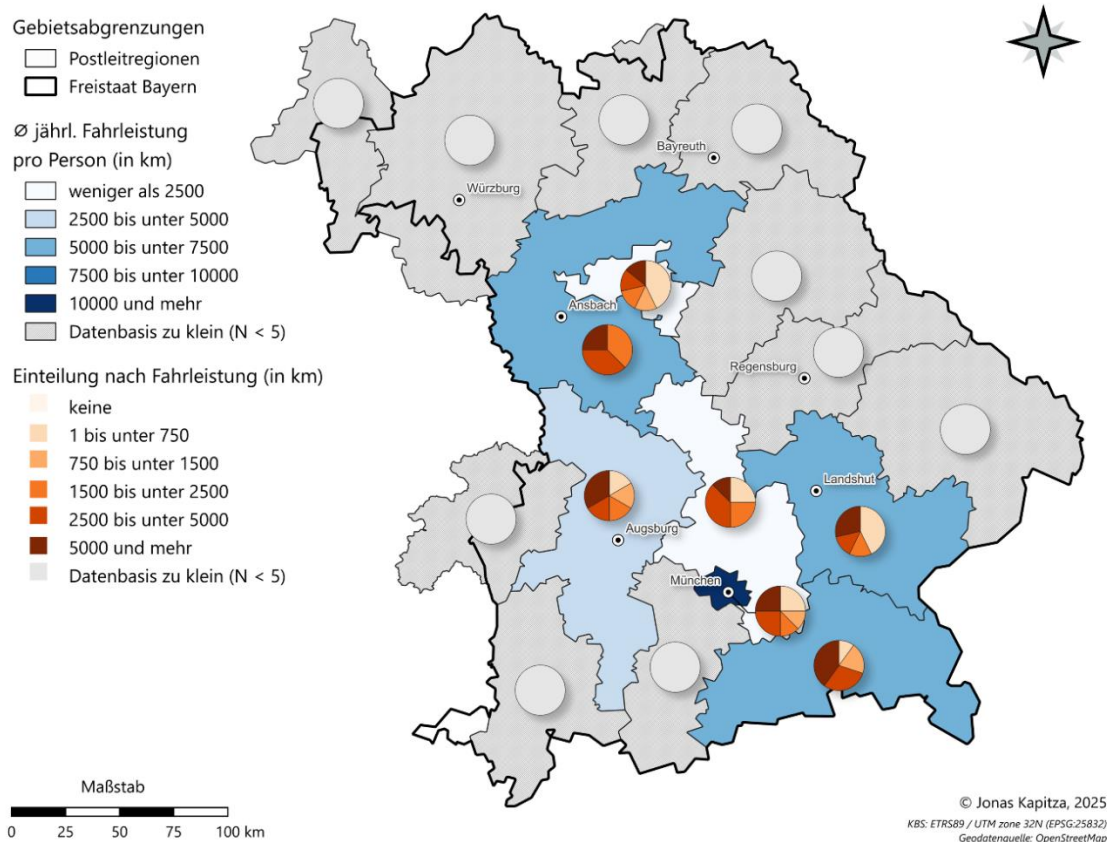 Gebietsabgrenzungen
Postleitregionen
Freistaat Bayern
Ø jährl. Fahrleistung
pro Person (in km)
weniger als 2500
2500 bis unter 5000
5000 bis unter 7500
7500 bis unter 10000
10000 und mehr
Datenbasis zu klein (N < 5)
Einteilung nach Fahrleistung (in km)
keine
1 bis unter 750
750 bis unter 1500
1500 bis unter 2500
2500 bis unter 5000
5000 und mehr
Datenbasis zu klein (N < 5)
Bayreuth
Würzburg
Ansbach
Regensburg
Landshut
Augsburg
München
Maßstab
0 25 50 75 100 km
© Jonas Kapitza, 2025
KBS: ETRS89 / UTM zone 32N (EPSG:25832)
Geodatenquelle: OpenStreetMap